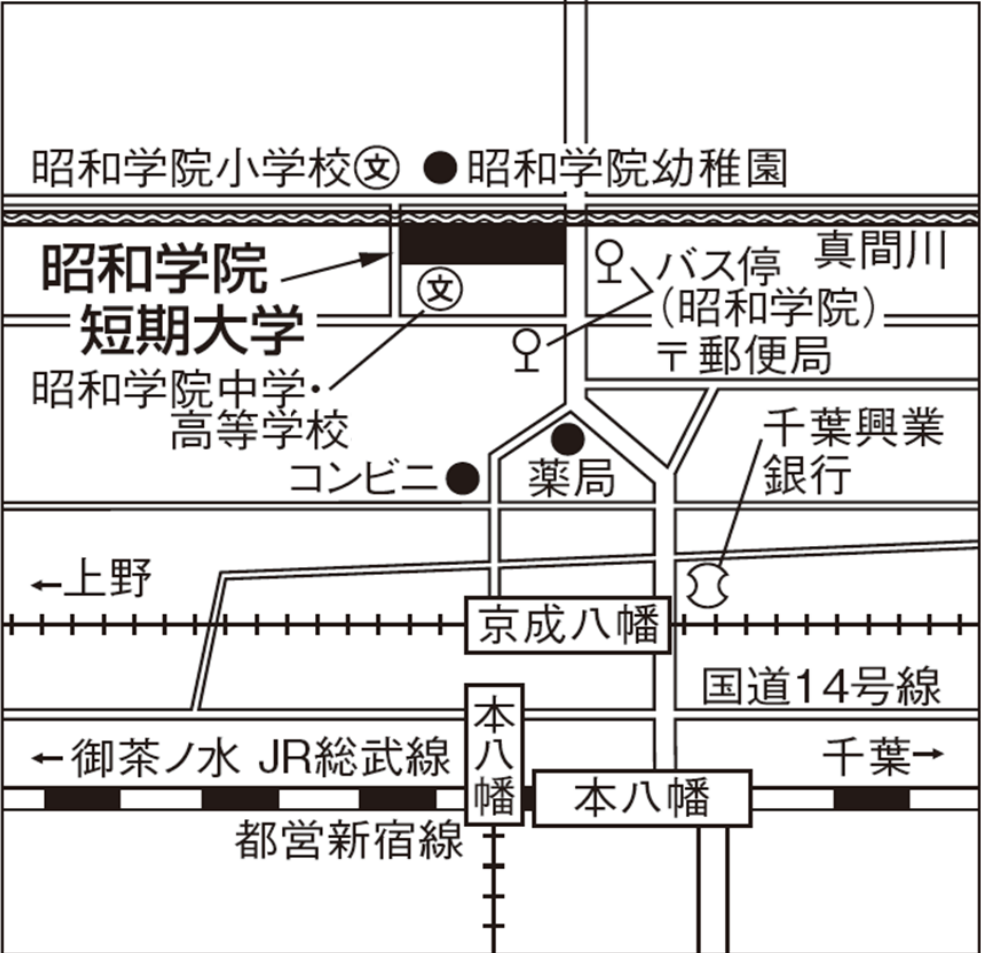 昭和学院小学校㊛文
昭和学院幼稚園
真間川
昭和学院
短期大学
文
バス停
(昭和学院)
〒郵便局
昭和学院中学・
高等学校
千葉興業
銀行
コンビニ
薬局
←上野
京成八幡
国道14号線
本八幡
←御茶ノ水 JR総武線
千葉→
本八幡
都営新宿線